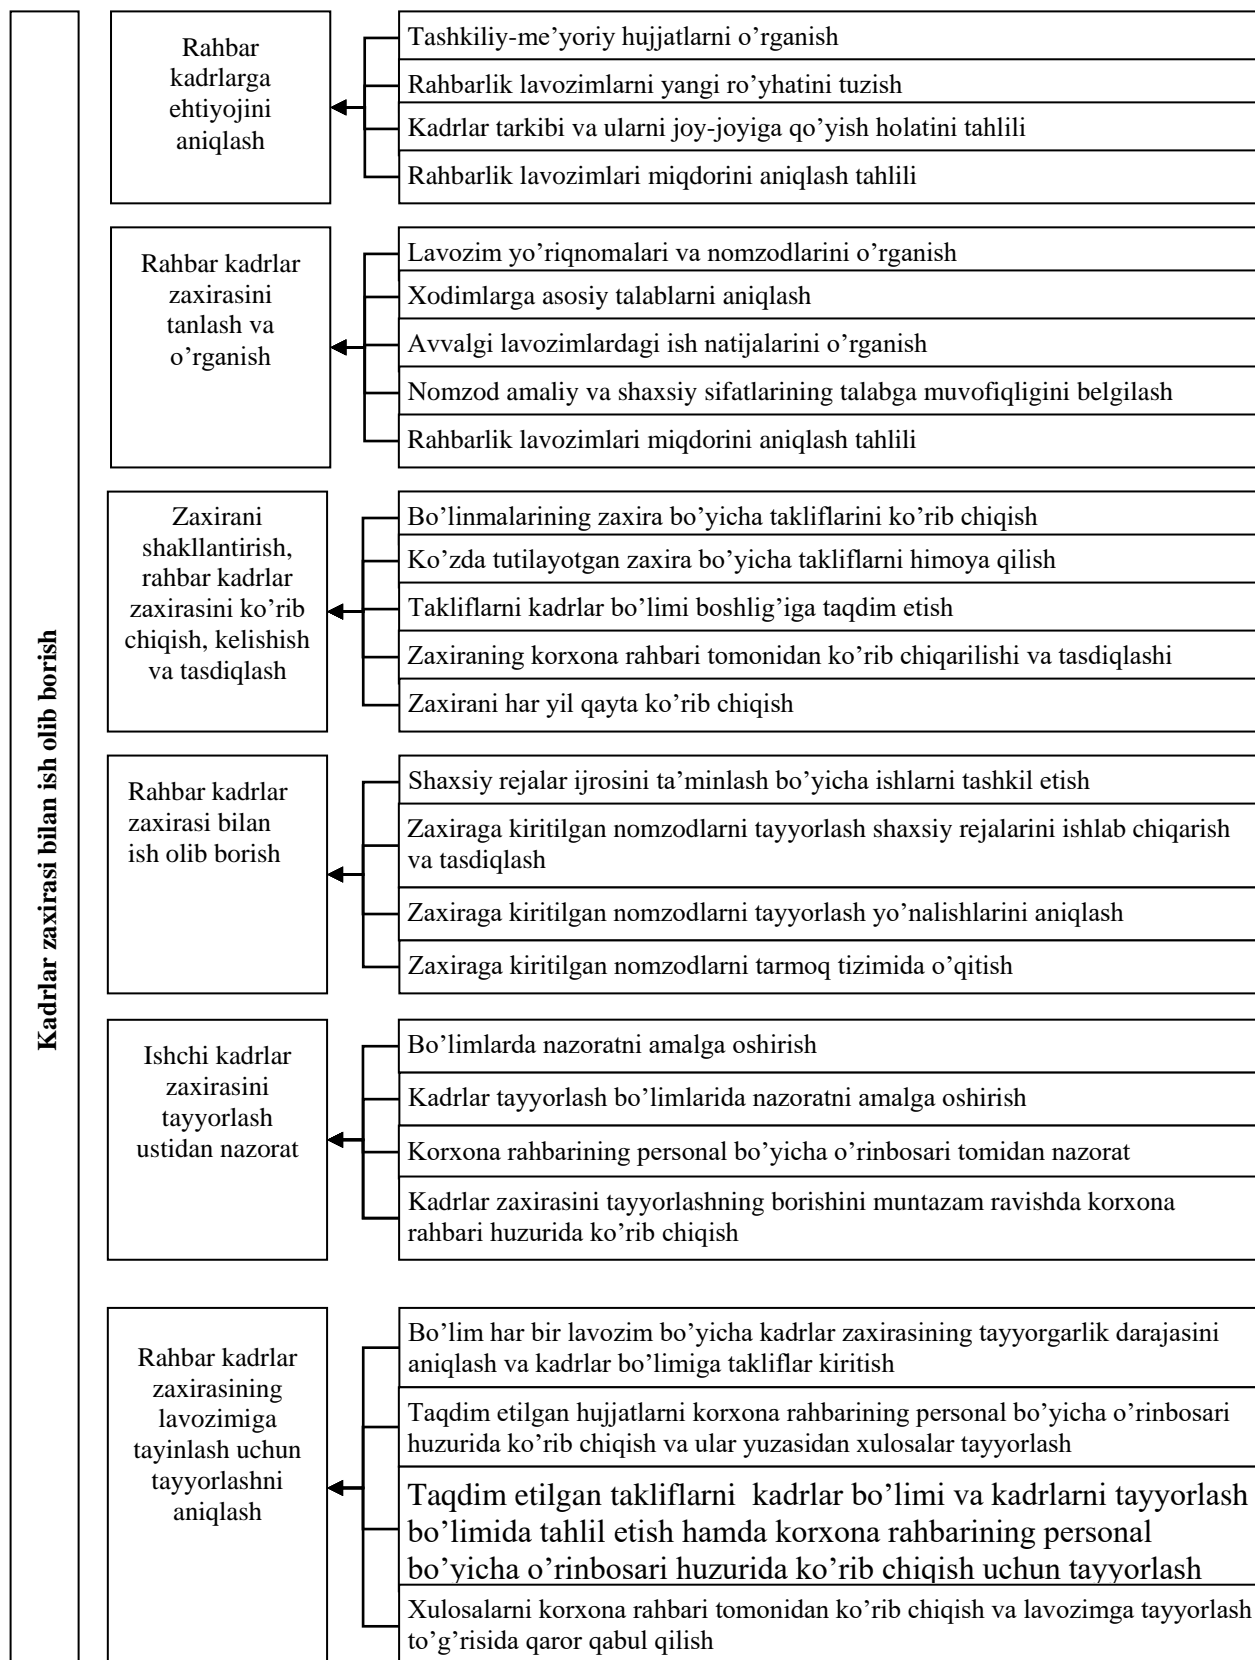 Kadrlar zaxirasi bilan ish olib borish
Rahbar
kadrlarga
ehtiyojini
aniqlash
Tashkiliy-me’yoriy hujjatlarni o’rganish
Rahbarlik lavozimlarni yangi ro’yhatini tuzish
Kadrlar tarkibi va ularni joy-joyiga qo’yish holatini tahlili
Rahbarlik lavozimlari miqdorini aniqlash tahlili
Rahbar kadrlar
zaxirasini
tanlash va
o’rganish
Lavozim yo’riqnomalari va nomzodlarini o’rganish
Xodimlarga asosiy talablarni aniqlash
Avvalgi lavozimlardagi ish natijalarini o’rganish
Nomzod amaliy va shaxsiy sifatlarining talabga muvofiqligini belgilash
Rahbarlik lavozimlari miqdorini aniqlash tahlili
Zaxirani
shakllantirish,
rahbar kadrlar
zaxirasini ko’rib
chiqish, kelishish
va tasdiqlash
Bo’linmalarining zaxira bo’yicha takliflarini ko’rib chiqish
Ko’zda tutilayotgan zaxira bo’yicha takliflarni himoya qilish
Takliflarni kadrlar bo’limi boshlig’iga taqdim etish
Zaxiraning korxona rahbari tomonidan ko’rib chiqarilishi va tasdiqlashi
Zaxirani har yil qayta ko’rib chiqish
Rahbar kadrlar
zaxirasi bilan
ish olib borish
Shaxsiy rejalar ijrosini ta’minlash bo’yicha ishlarni tashkil etish
Zaxiraga kiritilgan nomzodlarni tayyorlash shaxsiy rejalarini ishlab chiqarish
va tasdiqlash
Zaxiraga kiritilgan nomzodlarni tayyorlash yo’nalishlarini aniqlash
Zaxiraga kiritilgan nomzodlarni tarmoq tizimida o’qitish
Ishchi kadrlar
zaxirasini
tayyorlash
ustidan nazorat
Bo’limlarda nazoratni amalga oshirish
Kadrlar tayyorlash bo’limlarida nazoratni amalga oshirish
Korxona rahbarining personal bo’yicha o’rinbosari tomidan nazorat
Kadrlar zaxirasini tayyorlashning borishini muntazam ravishda korxona
rahbari huzurida ko’rib chiqish
Rahbar kadrlar
zaxirasining
lavozimiga
tayinlash uchun
tayyorlashni
aniqlash
Bo’lim har bir lavozim bo’yicha kadrlar zaxirasining tayyorgarlik darajasini
aniqlash va kadrlar bo’limiga takliflar kiritish
Taqdim etilgan hujjatlarni korxona rahbarining personal bo’yicha o’rinbosari
huzurida ko’rib chiqish va ular yuzasidan xulosalar tayyorlash
Taqdim etilgan takliflarni kadrlar bo’limi va kadrlarni tayyorlash
bo’limida tahlil etish hamda korxona rahbarining personal
bo’yicha o’rinbosari huzurida ko’rib chiqish uchun tayyorlash
Xulosalarni korxona rahbari tomonidan ko’rib chiqish va lavozimga tayyorlash
to’g’risida qaror qabul qilish